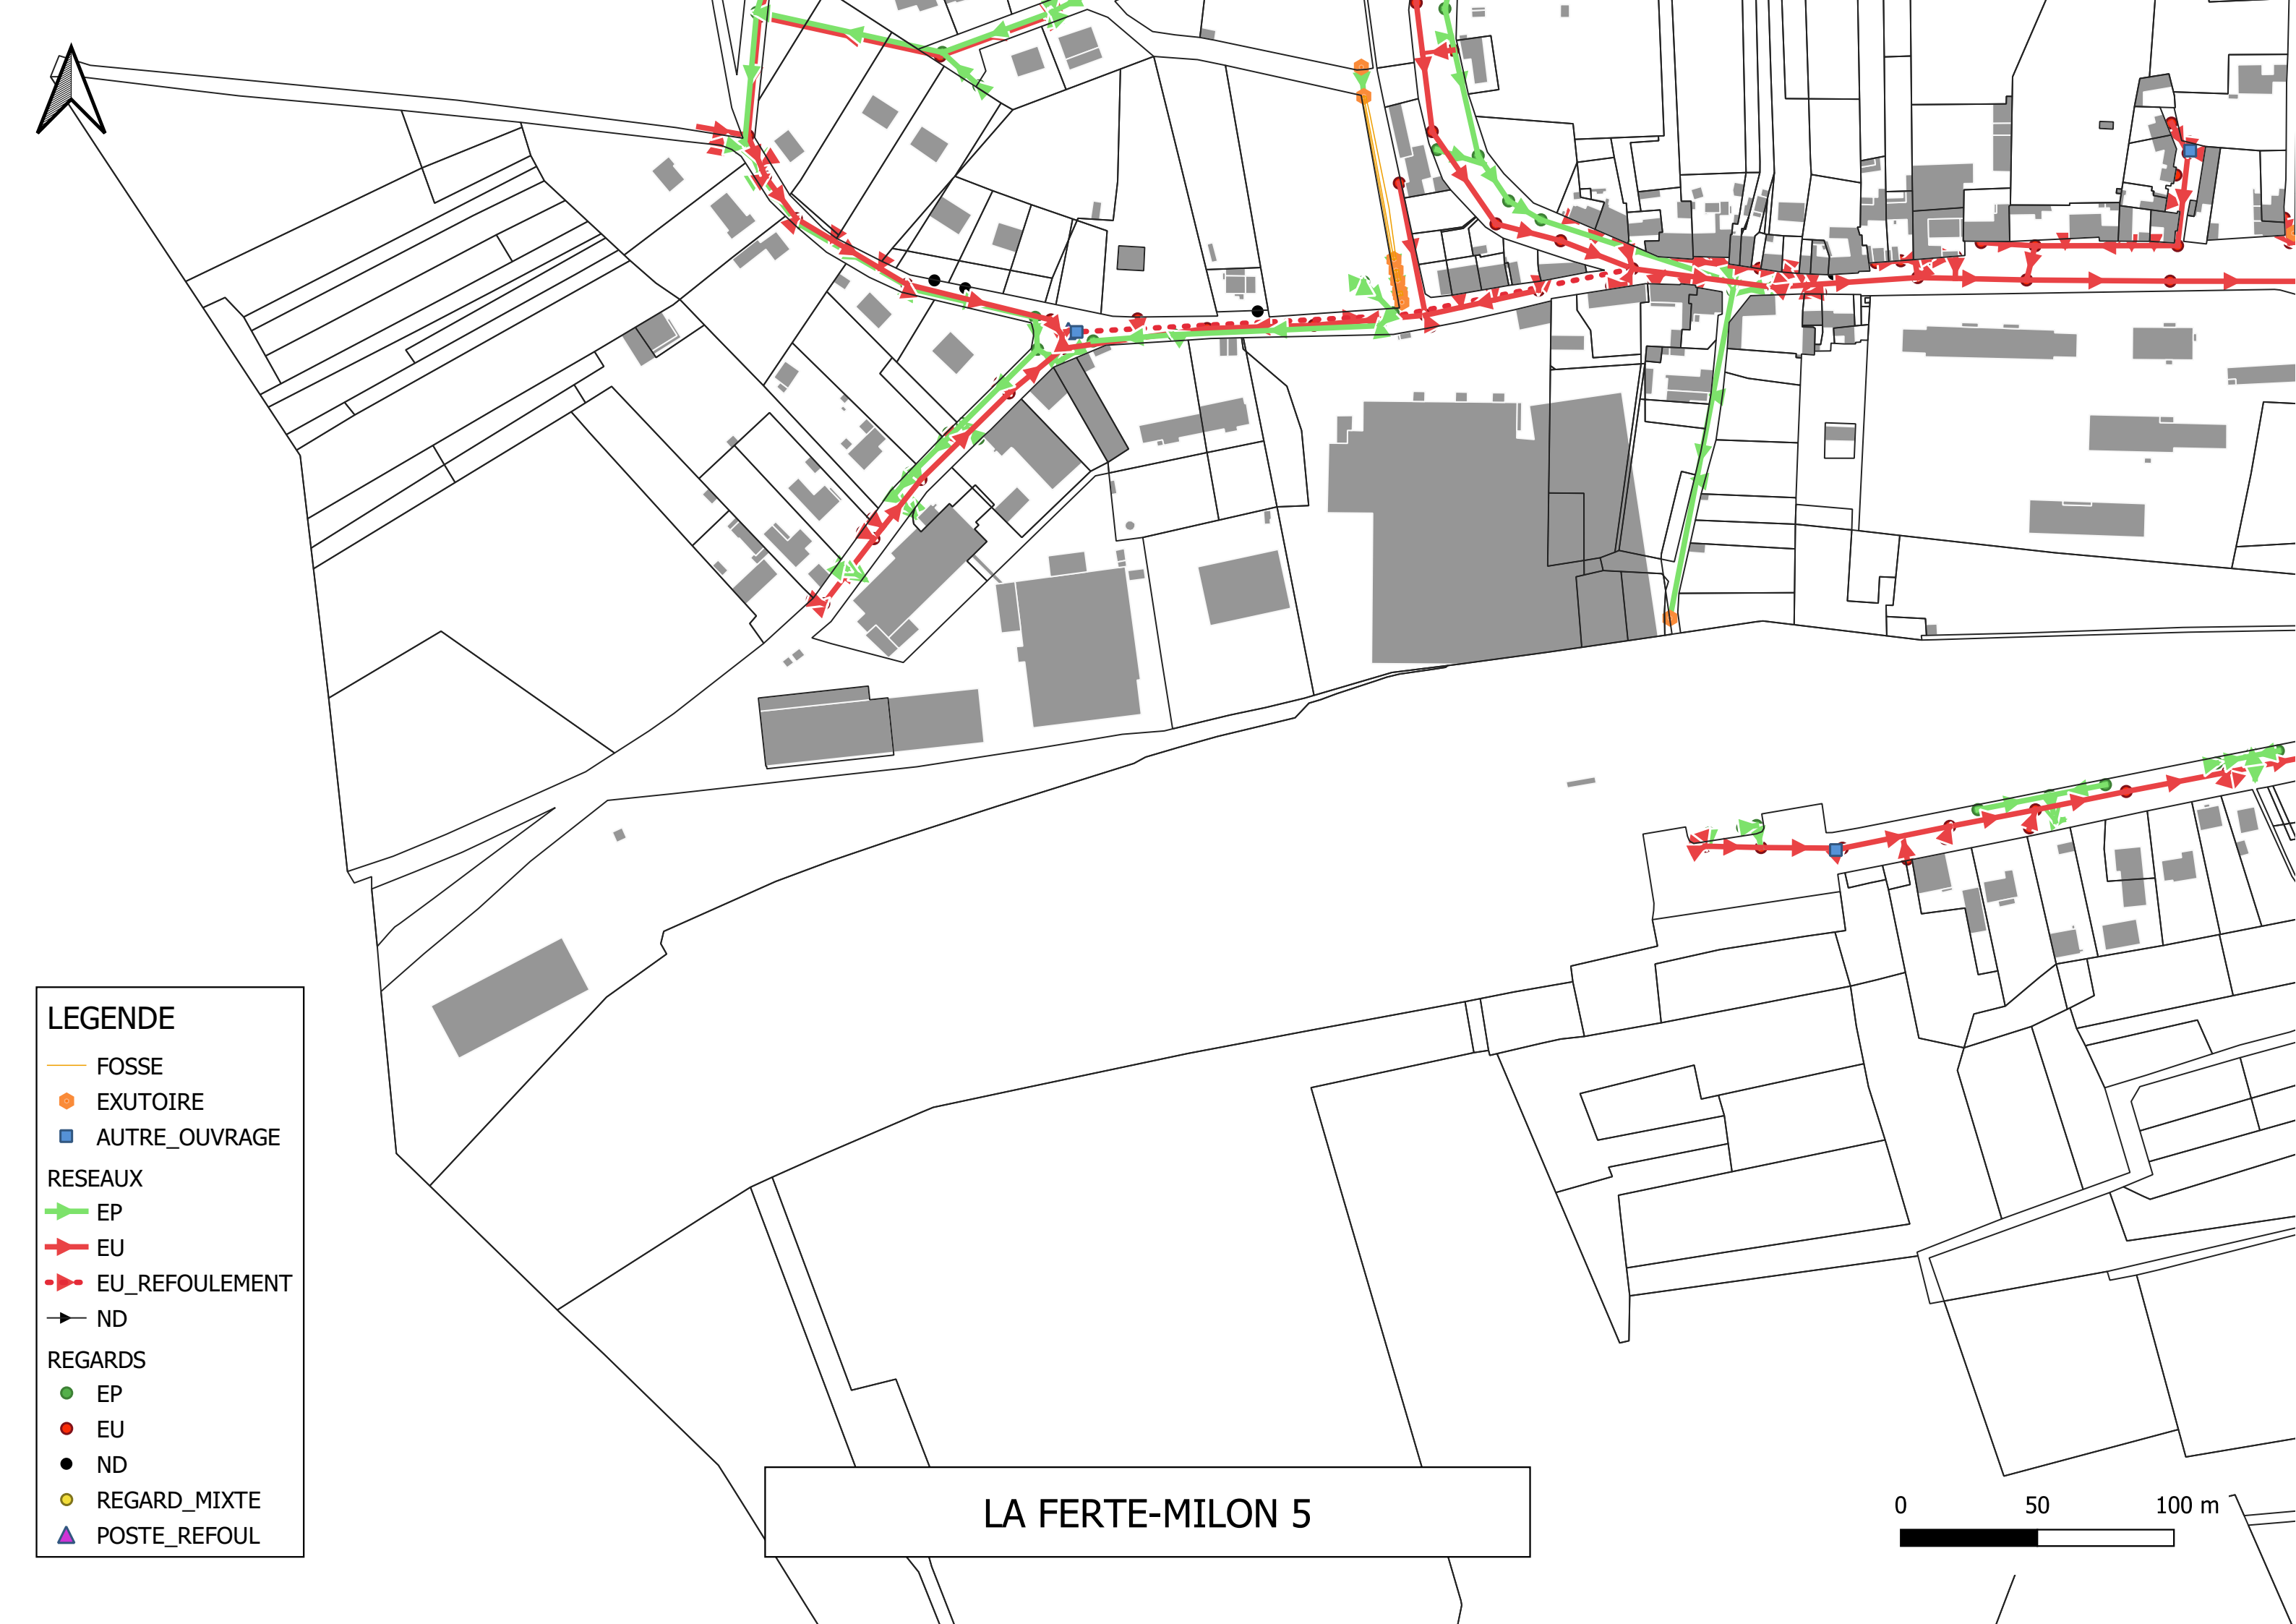 LEGENDE
FOSSE
EXUTOIRE
AUTRE_OUVRAGE
RESEAUX
EP
EU
EU_REFOULEMENT
ND
REGARDS
EP
EU
ND
REGARD_MIXTE
POSTE_REFOUL
LA FERTE-MILON 5
0 50 100 m